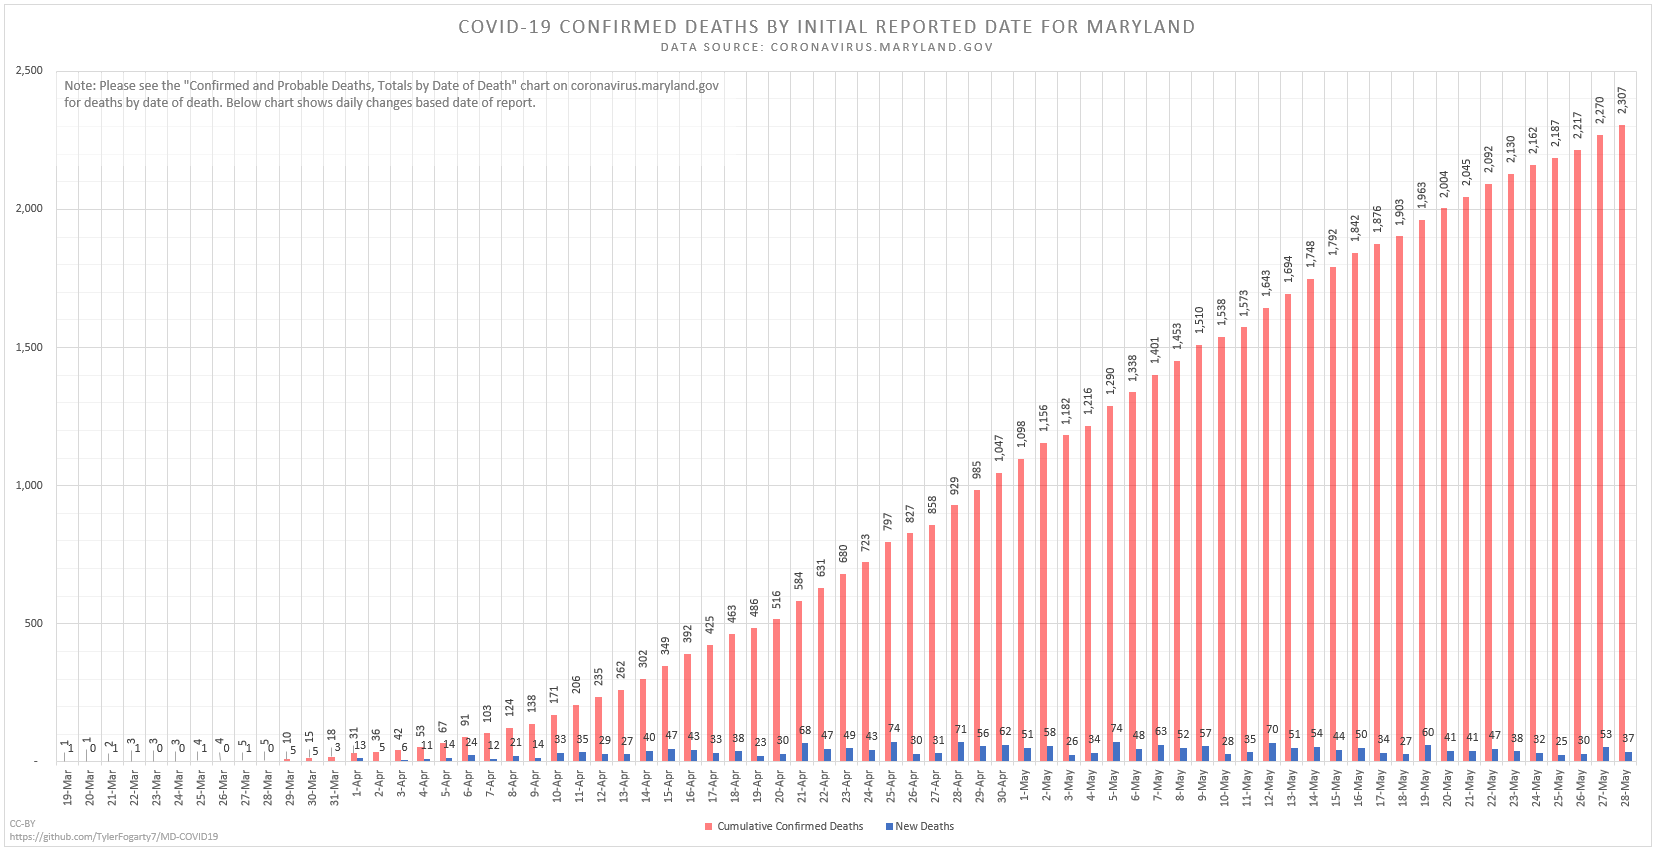 COVID-19 CONFIRMED DEATHS BY INITIAL REPORTED DATE FOR MARYLAND
DATA SOURCE: CORONAVIRUS.MARYLAND.GOV
Note: Please see the "Confirmed and Probable Deaths, Totals by Date of Death" chart on coronavirus.maryland.gov
for deaths by date of death. Below chart shows daily changes based date of report.
2,500
2,000
1,500
1,000
500
-
1 1 2 3 3 3 4 4 5 5 10 15 18 31 36 42 53 67 91 103 124 138 171 206 235 262 302 349 392 425 463 486 516 584 631 680 723 797 827 858 929 985 1,047 1,098 1,156 1,182 1,216 1,290 1,338 1,401 1,453 1,510 1,538 1,573 1,643 1,694 1,748 1,792 1,842 1,876 1,903 1,963 2,004 2,045 2,092 2,130 2,162 2,187 2,217 2,270 2,307
1 0 1 1 0 0 1 0 1 0 5 5 3 13 5 6 11 14 24 12 21 14 33 35 29 27 40 47 43 33 38 23 30 68 47 49 43 74 30 31 71 56 62 51 58 26 34 74 48 63 52 57 28 35 70 51 54 44 50 34 27 60 41 41 47 38 32 25 30 53 37
19-Mar 20-Mar 21-Mar 22-Mar 23-Mar 24-Mar 25-Mar 26-Mar 27-Mar 28-Mar 29-Mar 30-Mar 31-Mar 1-Apr 2-Apr 3-Apr 4-Apr 5-Apr 6-Apr 7-Apr 8-Apr 9-Apr 10-Apr 11-Apr 12-Apr 13-Apr 14-Apr 15-Apr 16-Apr 17-Apr 18-Apr 19-Apr 20-Apr 21-Apr 22-Apr 23-Apr 24-Apr 25-Apr 26-Apr 27-Apr 28-Apr 29-Apr 30-Apr 1-May 2-May 3-May 4-May 5-May 6-May 7-May 8-May 9-May 10-May 11-May 12-May 13-May 14-May 15-May 16-May 17-May 18-May 19-May 20-May 21-May 22-May 23-May 24-May 25-May 26-May 27-May 28-May
Cumulative Confirmed Deaths New Deaths
CC-BY
https://github.com/TylerFogarty7/MD-COVID19